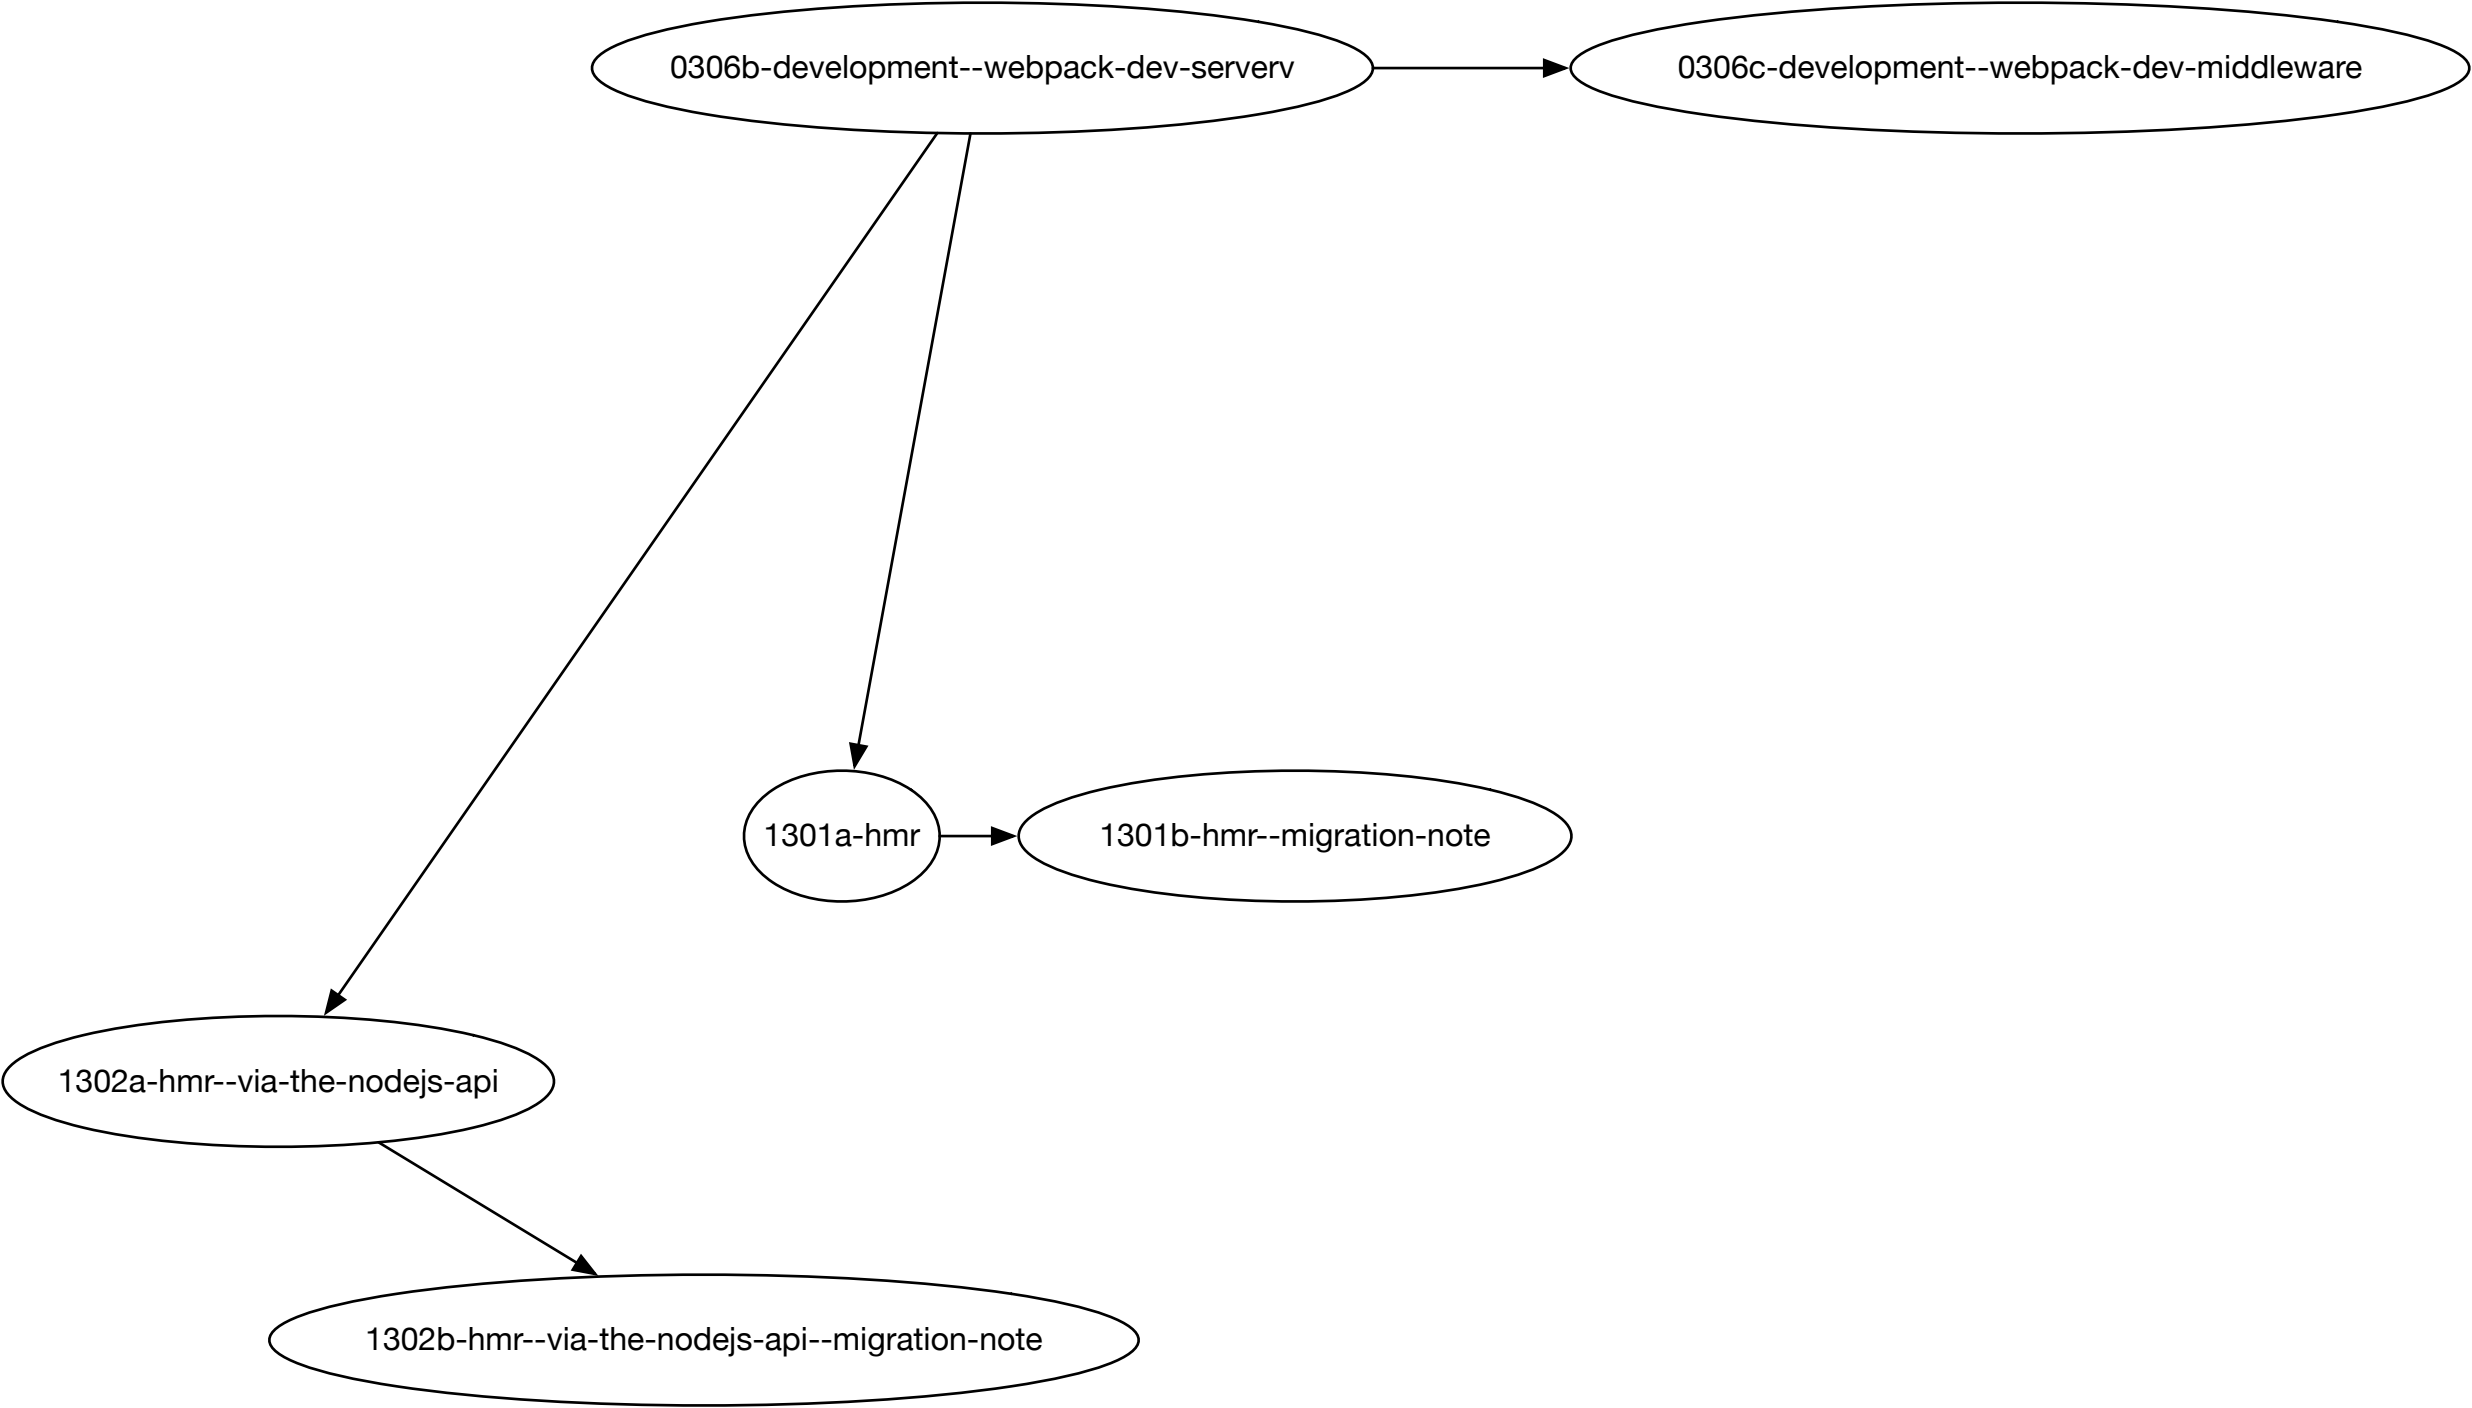 0306b-development--webpack-dev-serverv
0306c-development--webpack-dev-middleware
1301a-hmr
1301b-hmr--migration-note
1302a-hmr--via-the-nodejs-api
1302b-hmr--via-the-nodejs-api--migration-note